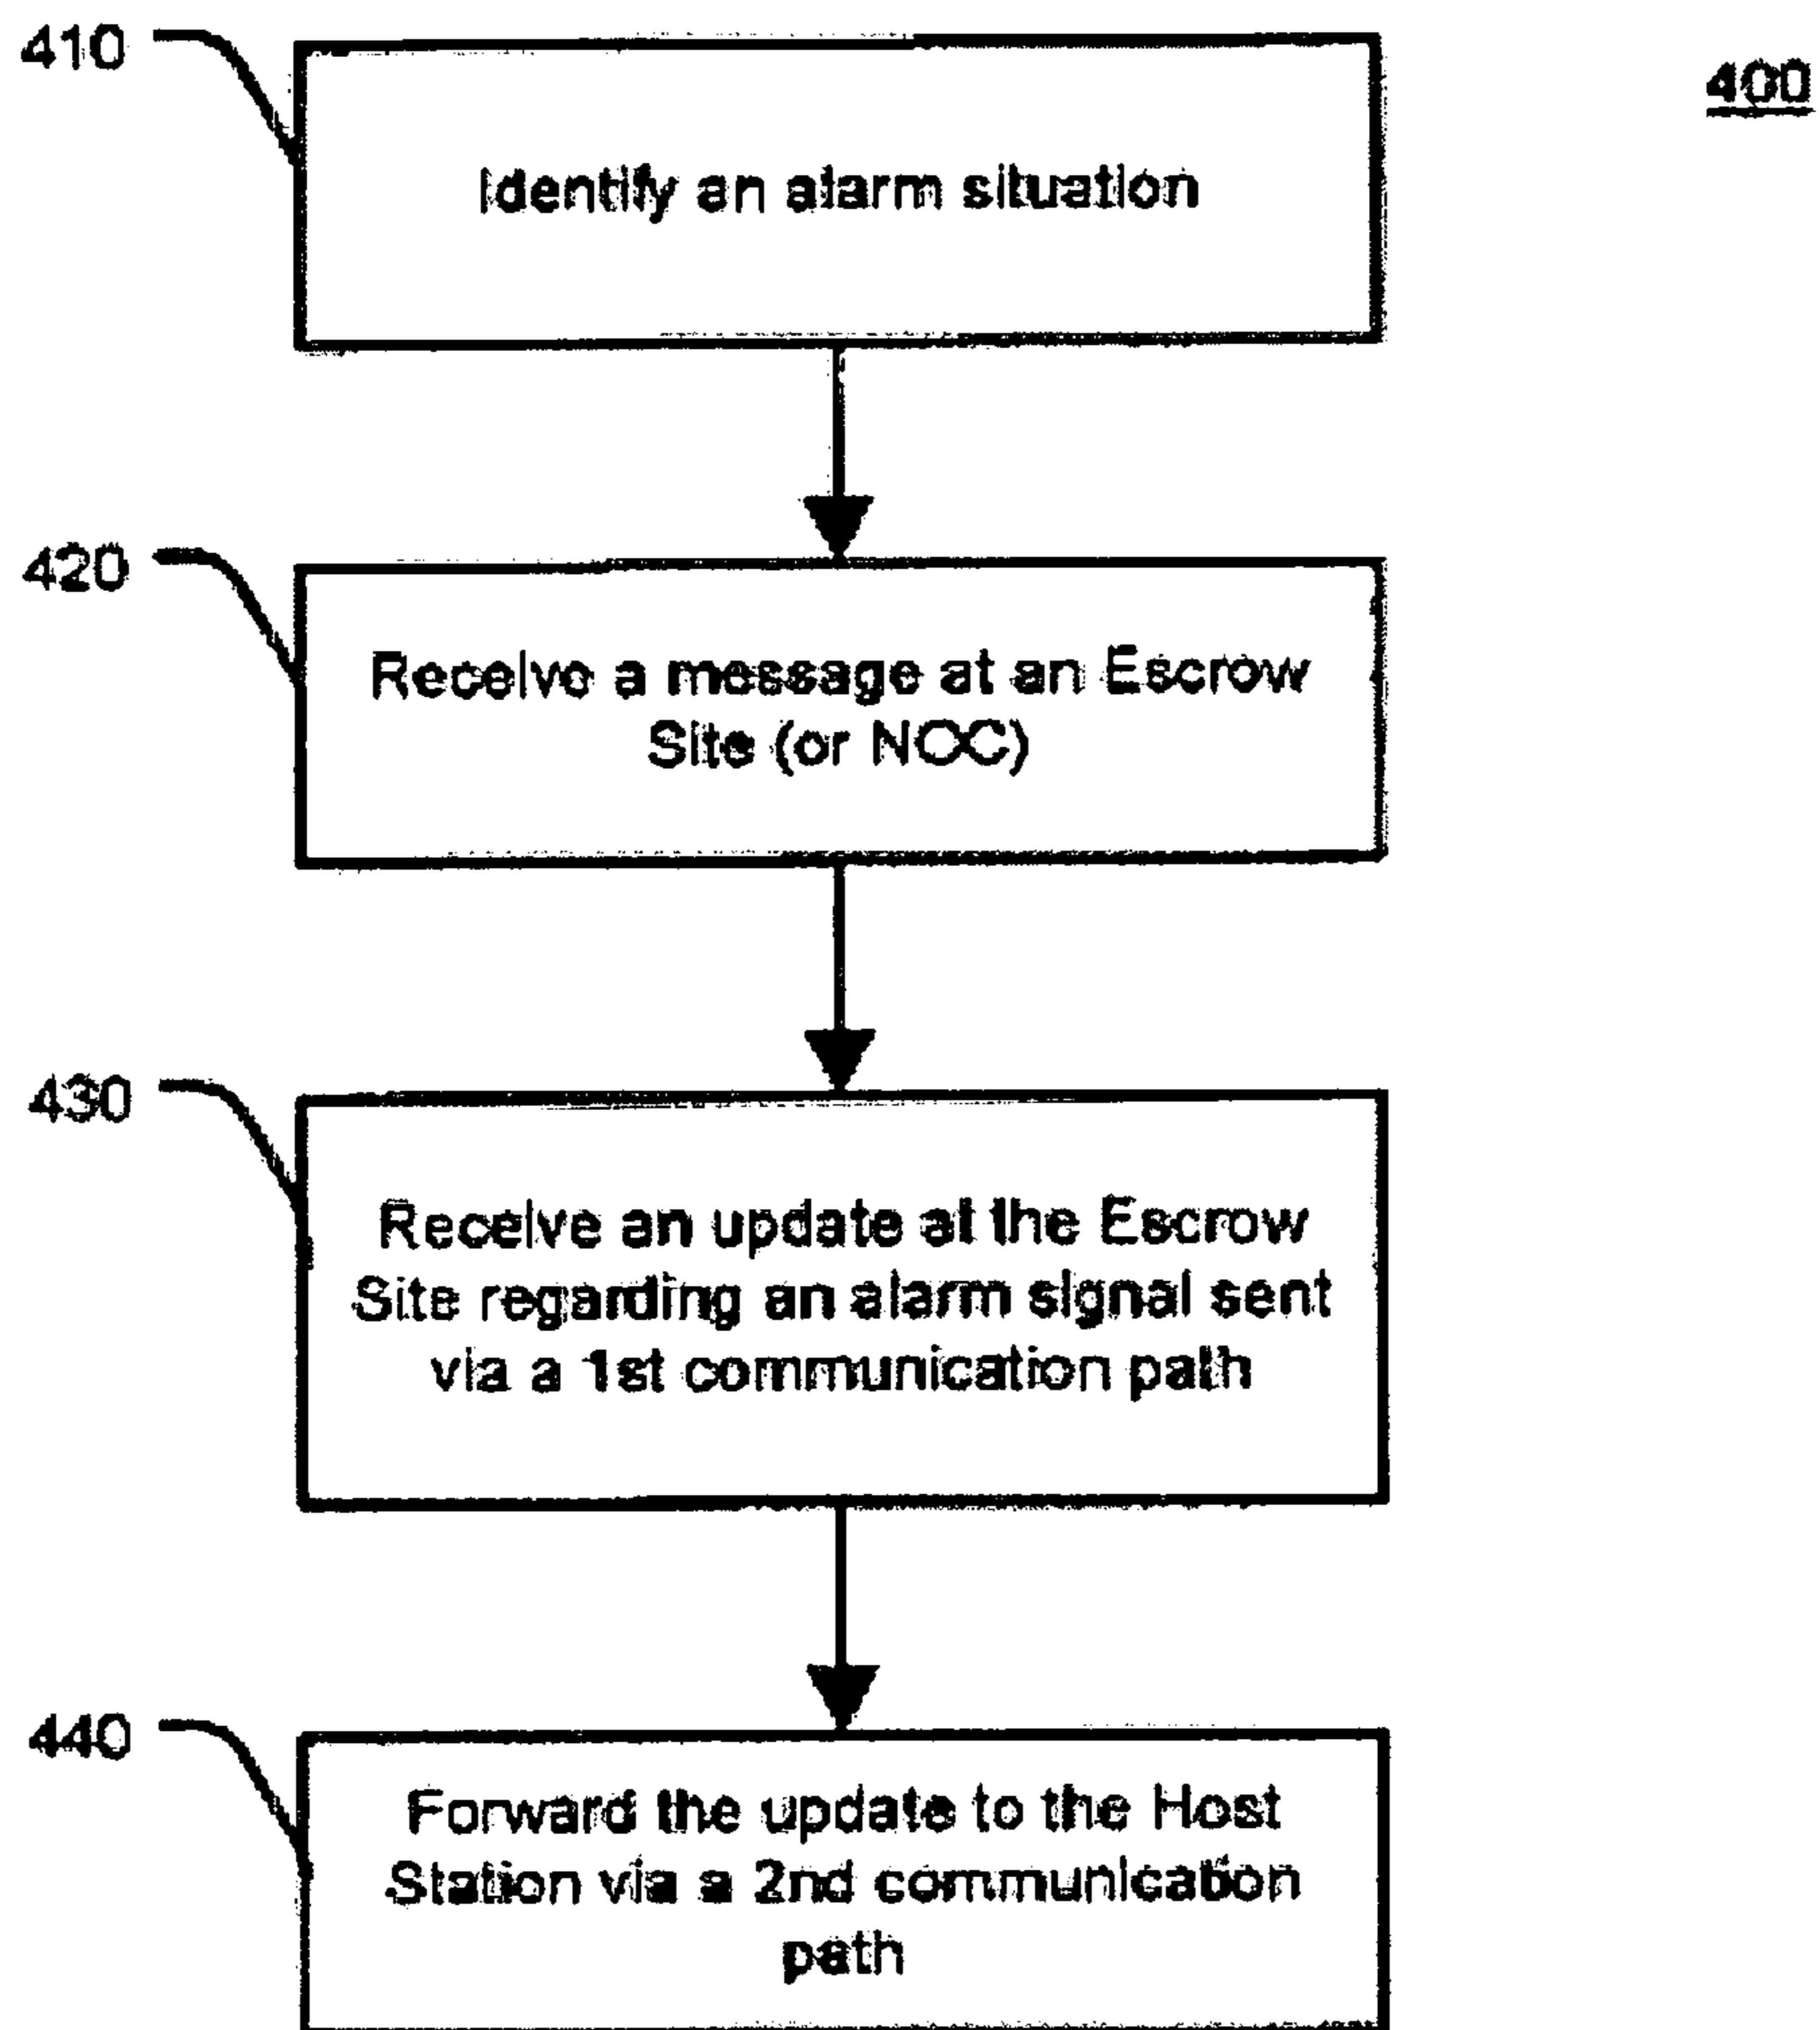 410
400
Identify an alarm situation
420
Receive a message at an Escrow
Site (or NOC)
430
Receive an update at the Escrow
Site regarding an alarm signal sent
via a 1st communication path
440
Forward the update to the Host
Station via a 2nd communication
path